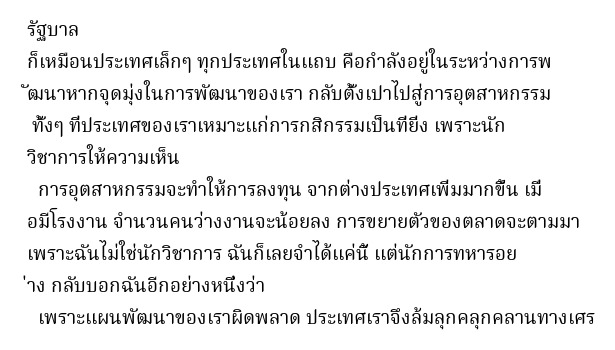 รัฐบาล
ก็เหมือนประเทศเล็กๆ ทุกประเทศในแถบ คือกำลังอยู่ในระหว่างการพ
ัฒนาหากจุดมุ่งในการพัฒนาของเรา กลับตั้งเปาไปสู่การอุตสาหกรรม
ทั้งๆ ที่ประเทศของเราเหมาะแก่การกสิกรรมเป็นที่ยิ่ง เพราะนัก
วิชาการให้ความเห็น
การอุตสาหกรรมจะทำให้การลงทุน จากต่างประเทศเพิ่มมากขึ้น เมื่
อมีโรงงาน จำนวนคนว่างงานจะน้อยลง การขยายตัวของตลาดจะตามมา
เพราะฉันไม่ใช่นักวิชาการ ฉันก็เลยจำได้แค่นี้ แต่นักการทหารอย
่าง กลับบอกฉันอีกอย่างหนึ่งว่า
เพราะแผนพัฒนาของเราผิดพลาด ประเทศเราจึงล้มลุกคลุกคลานทางเศร